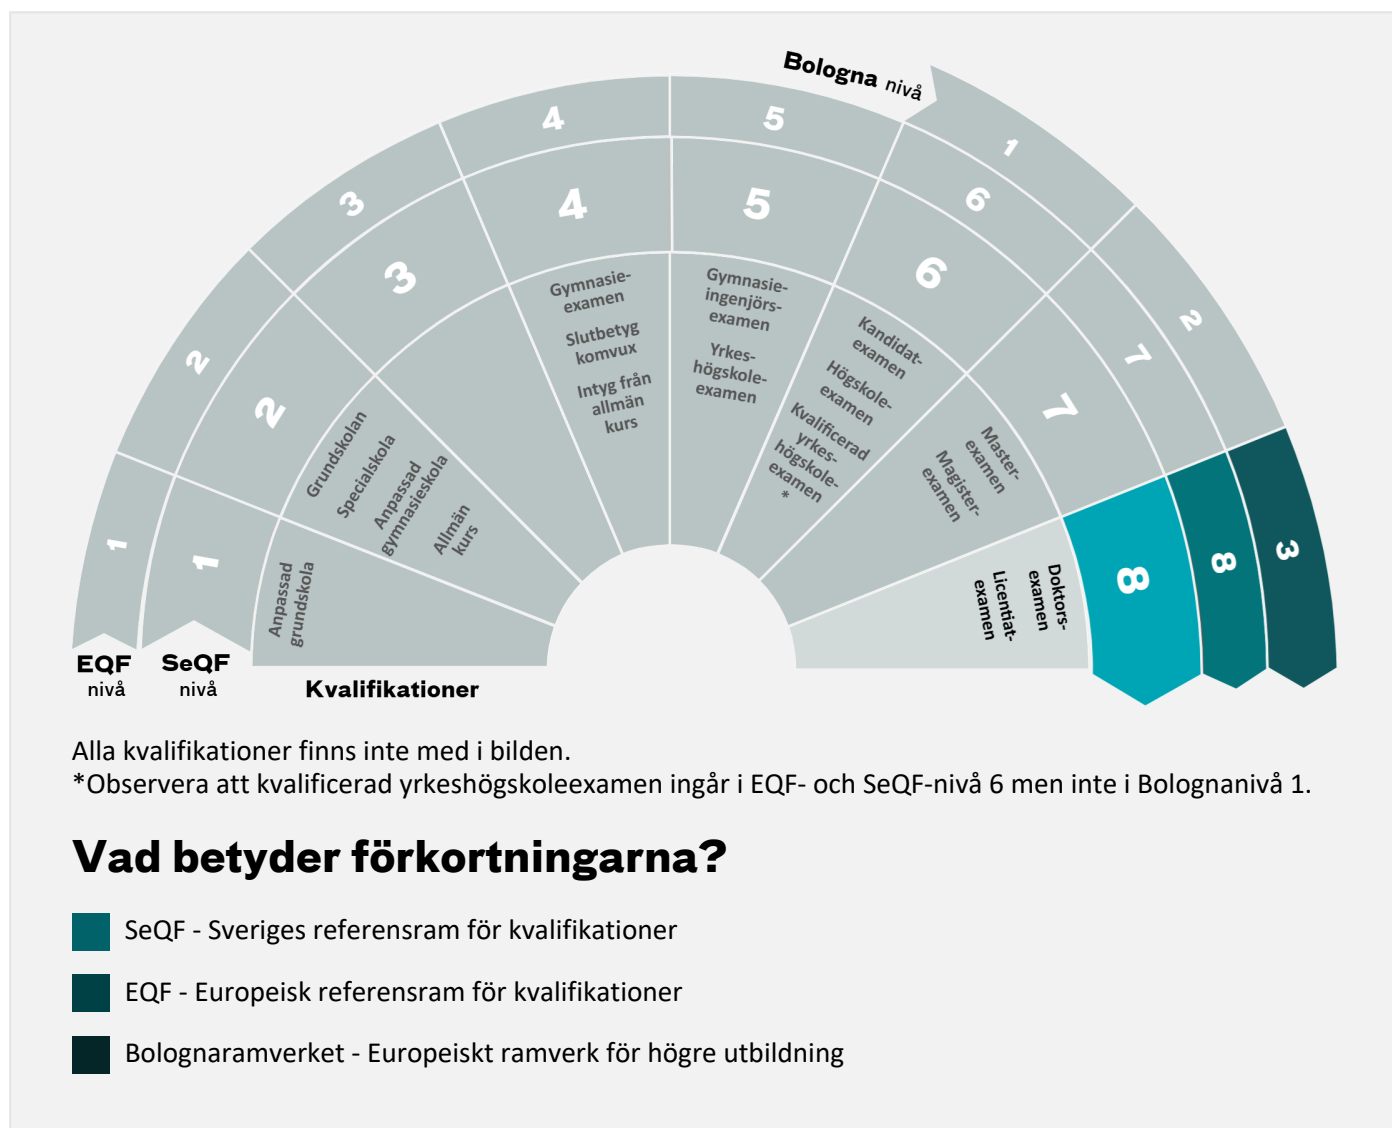 Bologna nivå
1
2
3
4
5
6
7
8
1
2
3
1
2
3
4
5
6
7
8
EQF
nivå
SeQF
nivå
Kvalifikationer
Anpassad
grundskola
Grundskolan
Specialskola
Anpassad
gymnasieskola
Allmän
kurs
Gymnasie-
examen
Slutbetyg
komvux
Intyg från
allmän
kurs
Gymnasie-
ingenjörs-
examen
Yrkes-
högskole-
examen
Kandidat-
examen
Högskole-
examen
Kvalificerad
yrkes-
högskole-
examen
*
Master-
examen
Magister-
examen
Doktors-
examen
Licentiat-
examen
Alla kvalifikationer finns inte med i bilden.
*Observera att kvalificerad yrkeshögskoleexamen ingår i EQF- och SeQF-nivå 6 men inte i Bolognanivå 1.
Vad betyder förkortningarna?
SeQF - Sveriges referensram för kvalifikationer
EQF - Europeisk referensram för kvalifikationer
Bolognaramverket - Europeiskt ramverk för högre utbildning